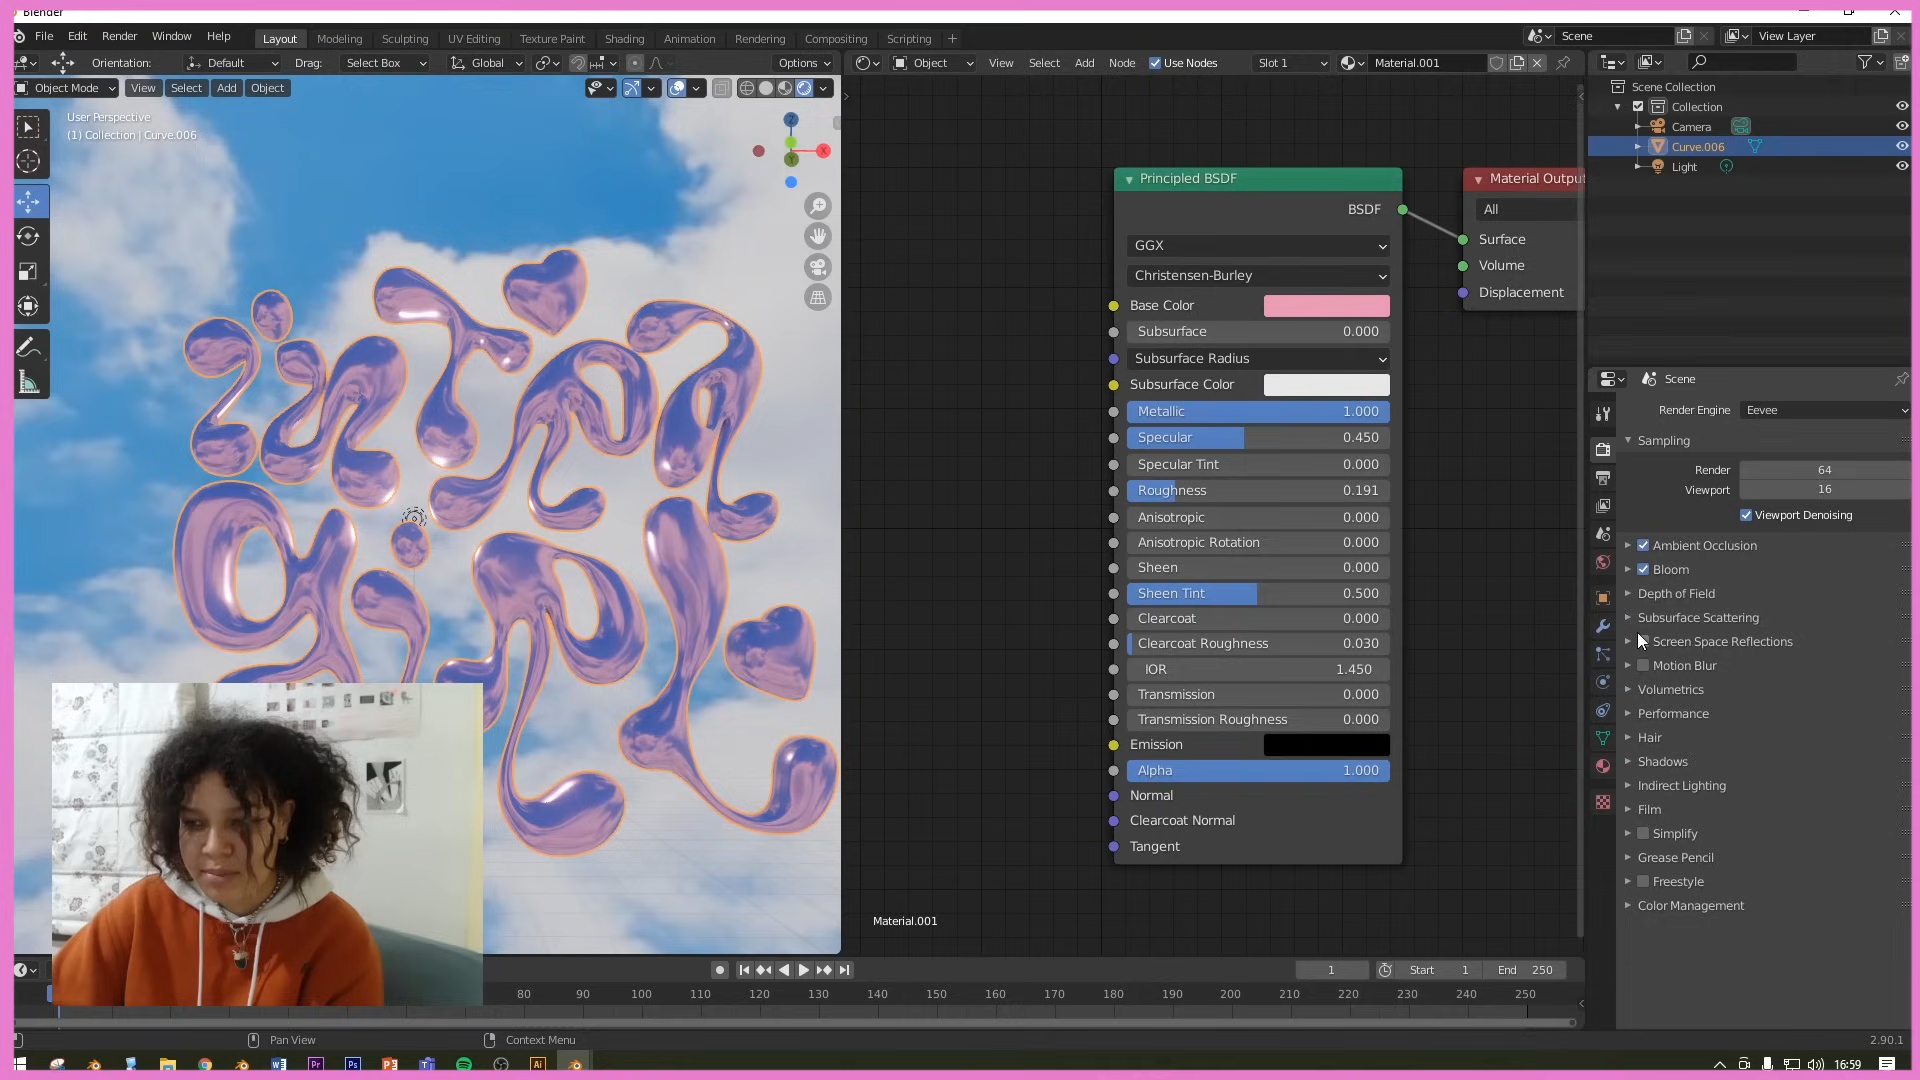 Blender
File Edit Render Window Help
Layout Modeling Sculpting UV Editing Texture Paint Shading Animation Rendering Compositing Scripting +
Scene
View Layer
Orientation: Default Drag: Select Box Global Options
Object View Select Add Node Use Nodes Slot 1 Material.001
Object Mode View Select Add Object
User Perspective
(1) Collection | Curve.006
Z
X
Y
Principled BSDF
BSDF
GGX
Christensen-Burley
Base Color
Subsurface 0.000
Subsurface Radius
Subsurface Color
Metallic 1.000
Specular 0.450
Specular Tint 0.000
Roughness 0.191
Anisotropic 0.000
Anisotropic Rotation 0.000
Sheen 0.000
Sheen Tint 0.500
Clearcoat 0.000
Clearcoat Roughness 0.030
IOR 1.450
Transmission 0.000
Transmission Roughness 0.000
Emission
Alpha 1.000
Normal
Clearcoat Normal
Tangent
Material Output
All
Surface
Volume
Displacement
Material.001
Scene Collection
Collection
Camera
Curve.006
Light
Scene
Render Engine Eevee
Sampling
Render 64
Viewport 16
Viewport Denoising
Ambient Occlusion
Bloom
Depth of Field
Subsurface Scattering
Screen Space Reflections
Motion Blur
Volumetrics
Performance
Hair
Shadows
Indirect Lighting
Film
Simplify
Grease Pencil
Freestyle
Color Management
1 Start 1 End 250
80 90 100 110 120 130 140 150 160 170 180 190 200 210 220 230 240 250
Pan View Context Menu 2.90.1
16:59